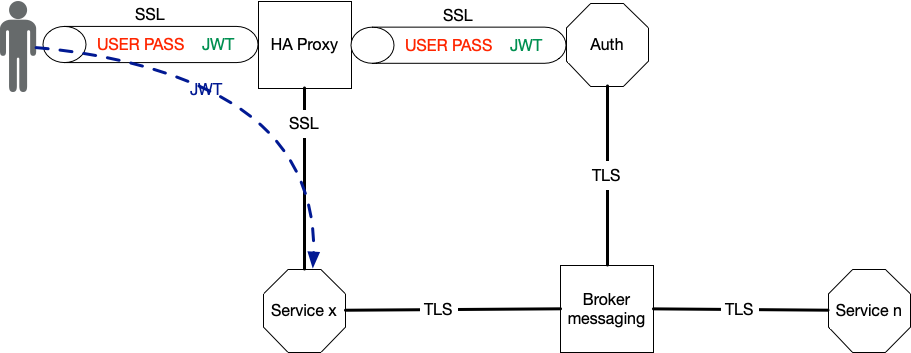 SSL
SSL
USER PASS JWT
HA Proxy
USER PASS JWT
Auth
JWT
SSL
TLS
Service x
TLS
Broker
messaging
TLS
Service n